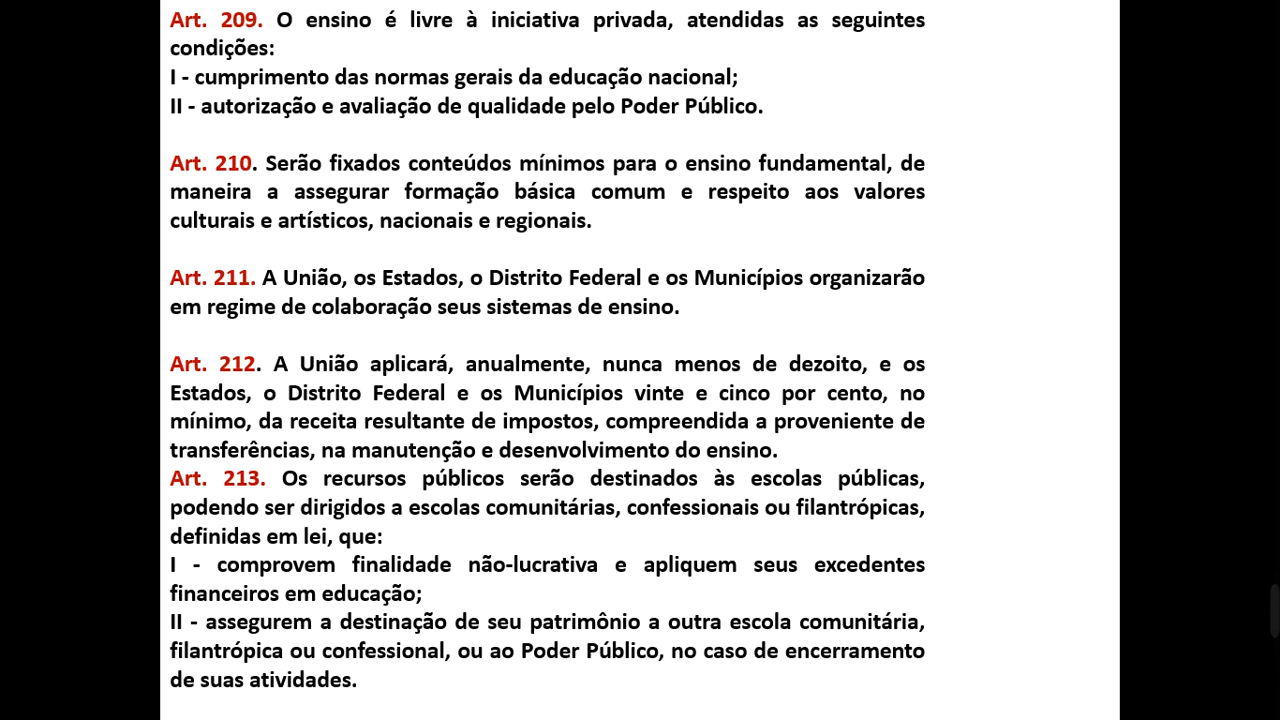 Art. 209. O ensino é livre à iniciativa privada, atendidas as seguintes
condições:
I - cumprimento das normas gerais da educação nacional;
II - autorização e avaliação de qualidade pelo Poder Público.
Art. 210. Serão fixados conteúdos mínimos para o ensino fundamental, de
maneira a assegurar formação básica comum e respeito aos valores
culturais e artísticos, nacionais e regionais.
Art. 211. A União, os Estados, o Distrito Federal e os Municípios organizarão
em regime de colaboração seus sistemas de ensino.
Art. 212. A União aplicará, anualmente, nunca menos de dezoito, e os
Estados, o Distrito Federal e os Municípios vinte e cinco por cento, no
mínimo, da receita resultante de impostos, compreendida a proveniente de
transferências, na manutenção e desenvolvimento do ensino.
Art. 213. Os recursos públicos serão destinados às escolas públicas,
podendo ser dirigidos a escolas comunitárias, confessionais ou filantrópicas,
definidas em lei, que:
I - comprovem finalidade não-lucrativa e apliquem seus excedentes
financeiros em educação;
II - assegurem a destinação de seu patrimônio a outra escola comunitária,
filantrópica ou confessional, ou ao Poder Público, no caso de encerramento
de suas atividades.